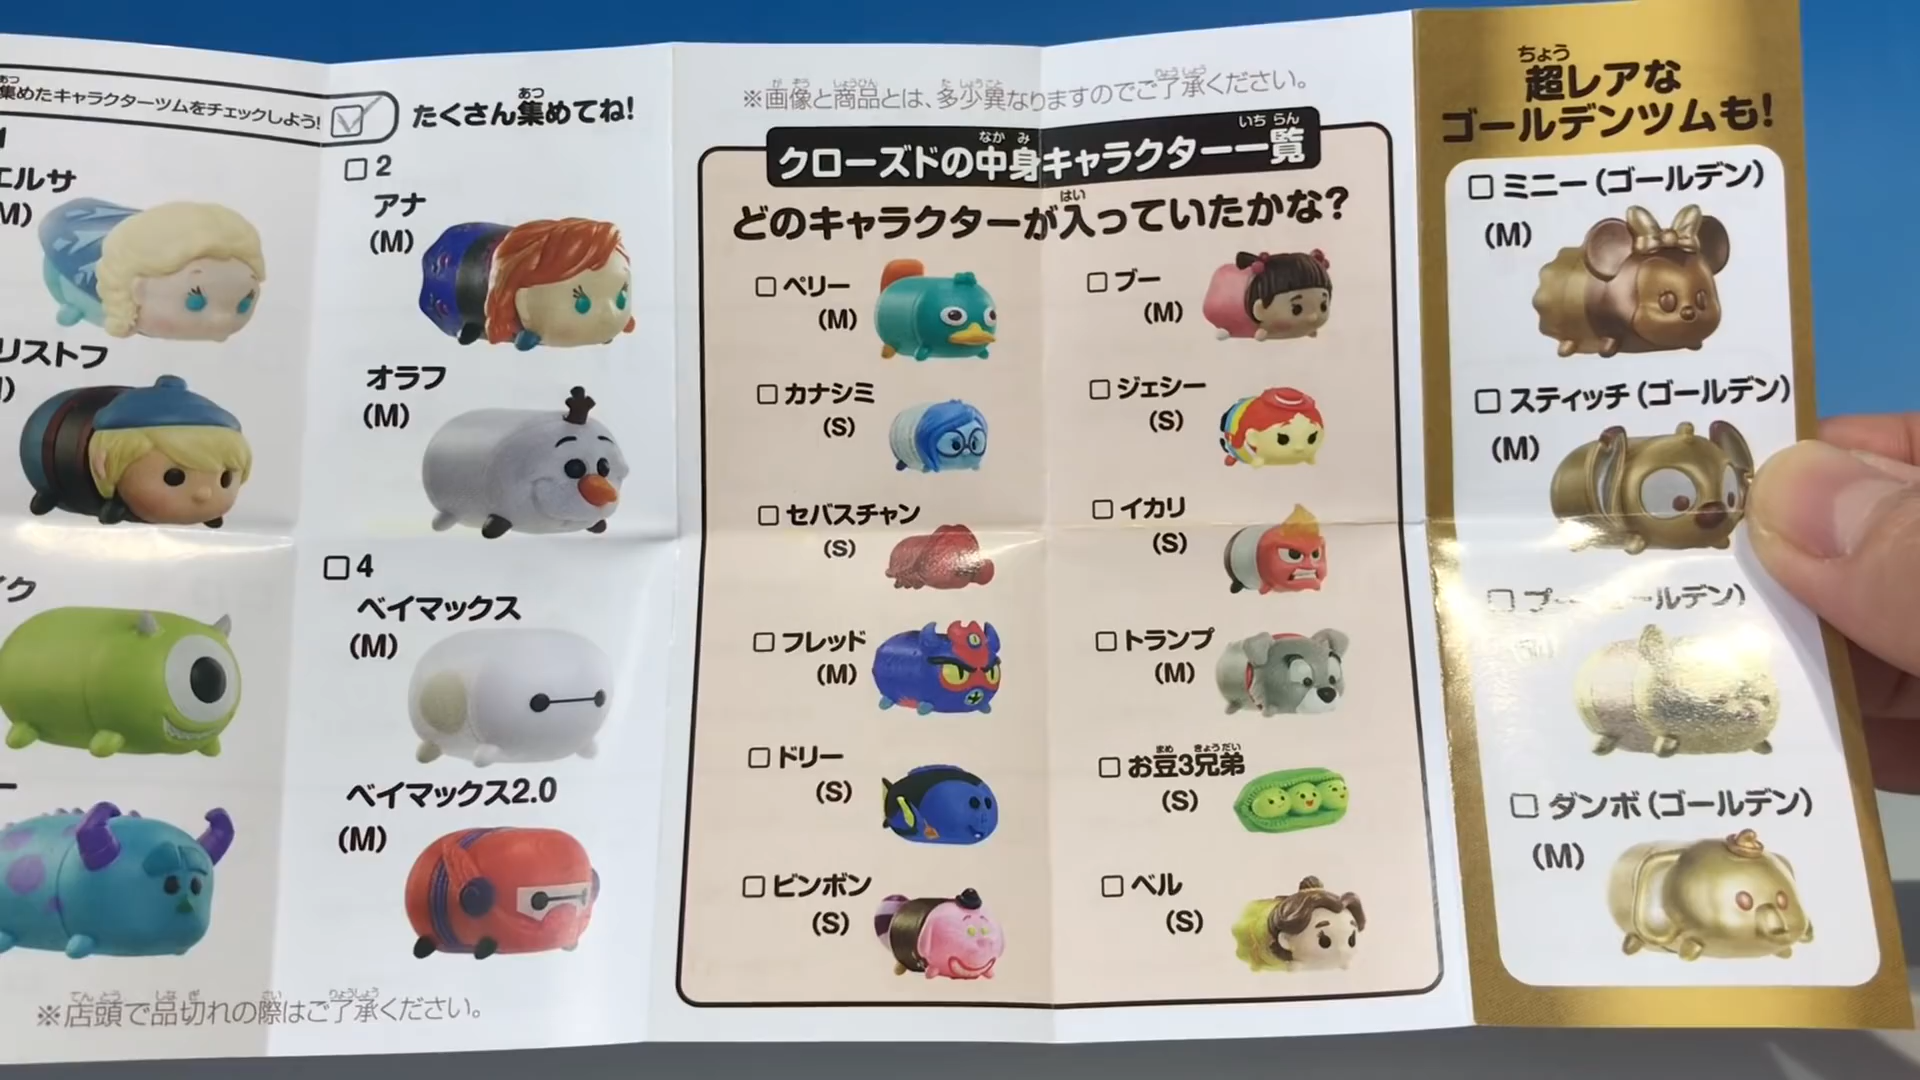 集めたキャラクターツムをチェックしよう!
1
エルサ
(M)
リストフ
イク
たくさん集めてね!
2
アナ
(M)
オラフ
(M)
4
ベイマックス
(M)
ベイマックス2.0
(M)
※店頭で品切れの際はご了承ください。
※画像と商品とは、多少異なりますのでご了承ください。
クローズドの中身キャラクター一覧
どのキャラクターが入っていたかな?
ペリー
(M)
カナシミ
(S)
セバスチャン
(S)
フレッド
(M)
ドリー
(S)
ビンボン
(S)
ブー
(M)
ジェシー
(S)
イカリ
(S)
トランプ
(M)
お豆3兄弟
(S)
ベル
(S)
超レアな
ゴールデンツムも!
ミニー(ゴールデン)
(M)
スティッチ(ゴールデン)
(M)
プー ールデン)
ダンボ(ゴールデン)
(M)